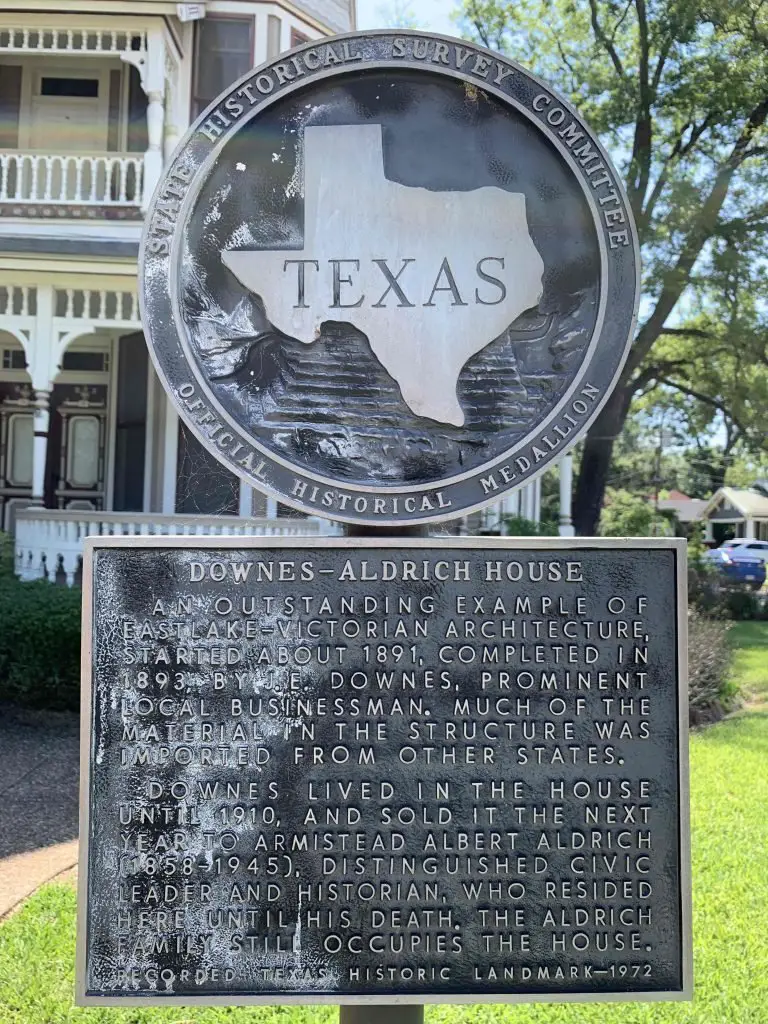 STATE HISTORICAL SURVEY COMMITTEE
TEXAS
OFFICIAL HISTORICAL MEDALLION
DOWNES-ALDRICH HOUSE
AN OUTSTANDING EXAMPLE OF
EASTLAKE-VICTORIAN ARCHITECTURE,
STARTED ABOUT 1891, COMPLETED IN
1893, BY J.E. DOWNES, PROMINENT
LOCAL BUSINESSMAN. MUCH OF THE
MATERIAL IN THE STRUCTURE WAS
IMPORTED FROM OTHER STATES.
DOWNES LIVED IN THE HOUSE
UNTIL 1910, AND SOLD IT THE NEXT
YEAR TO ARMISTEAD ALBERT ALDRICH
(1858-1945), DISTINGUISHED CIVIC
LEADER AND HISTORIAN, WHO RESIDED
HERE UNTIL HIS DEATH. THE ALDRICH
FAMILY STILL OCCUPIES THE HOUSE.
RECORDED TEXAS HISTORIC LANDMARK-1972